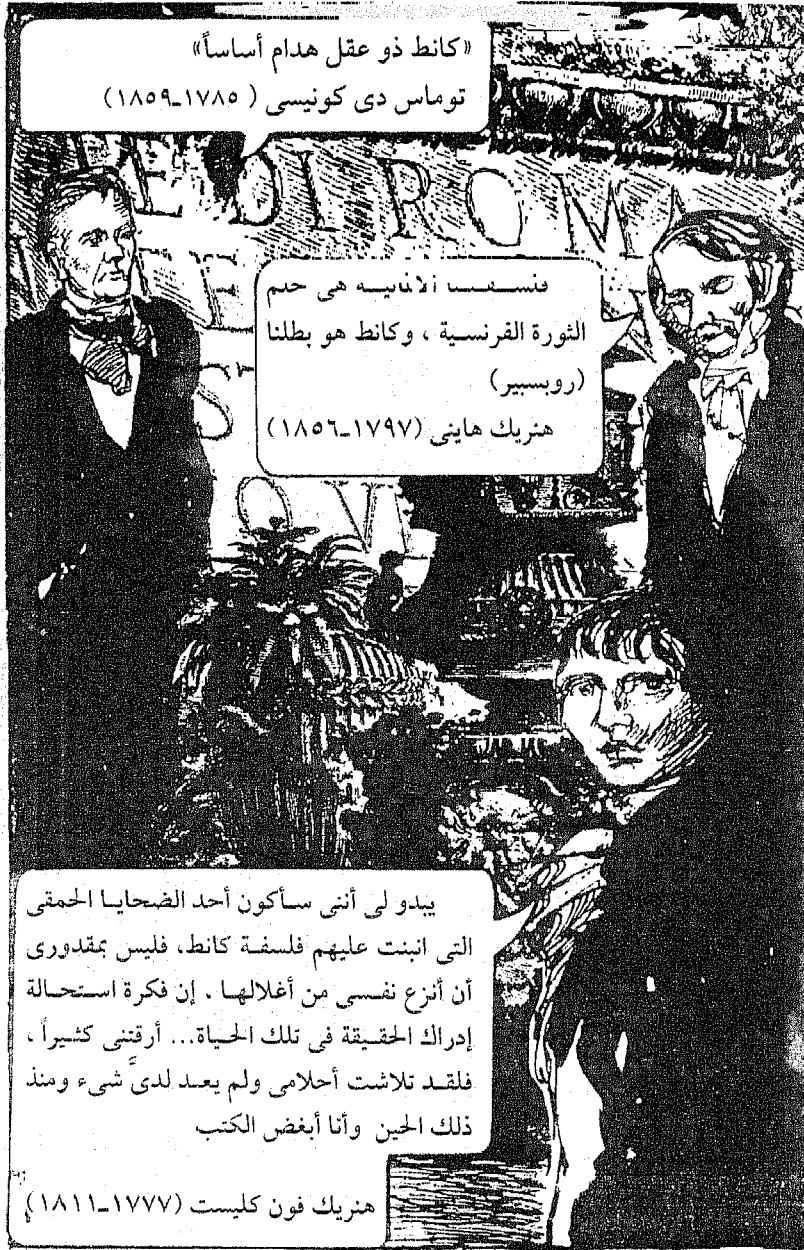 «كانط ذو عقل هدام أساساً»
توماس دى كونيسى (١٧٨٥-١٨٥٩)
هى حلم
الثورة الفرنسية ، وكانط هو بطلنا
(روبسبير)
هنريك هاينى (١٧٩٧-١٨٥٦)
يبدو لى أننى سأكون أحد الضحايا الحمقى
التى انبنت عليهم فلسفة كانط، فليس بمقدورى
أن أنزع نفسى من أغلالها . إن فكرة استحالة
إدراك الحقيقة فى تلك الحياة... أرقتنى كثيراً ،
فلقد تلاشت أحلامى ولم يعد لدىَّ شىء ومنذ
ذلك الحين وأنا أبغض الكتب
هنريك فون كليست (١٧٧٧-١٨١١)
DI ROMA